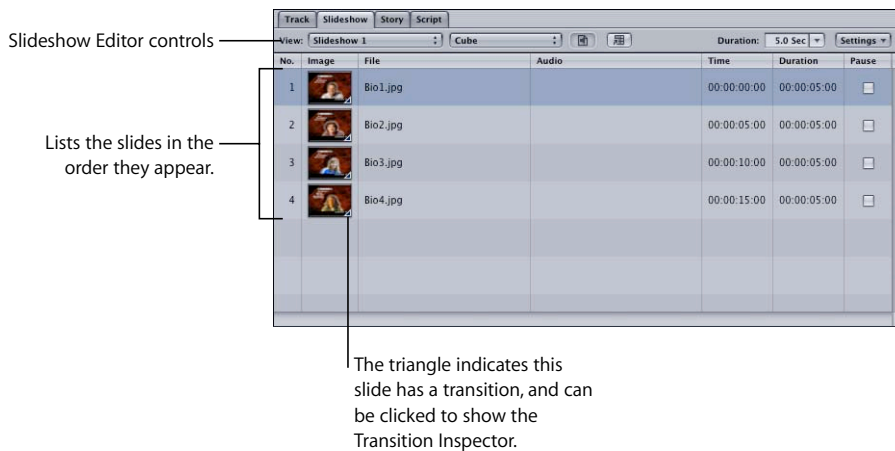 Track Slideshow Story Script
Slideshow Editor controls
View: Slideshow 1 Cube Duration: 5.0 Sec Settings
No. Image File Audio Time Duration Pause
1 Bio1.jpg 00:00:00:00 00:00:05:00
2 Bio2.jpg 00:00:05:00 00:00:05:00
Lists the slides in the
order they appear.
3 Bio3.jpg 00:00:10:00 00:00:05:00
4 Bio4.jpg 00:00:15:00 00:00:05:00
The triangle indicates this
slide has a transition, and can
be clicked to show the
Transition Inspector.